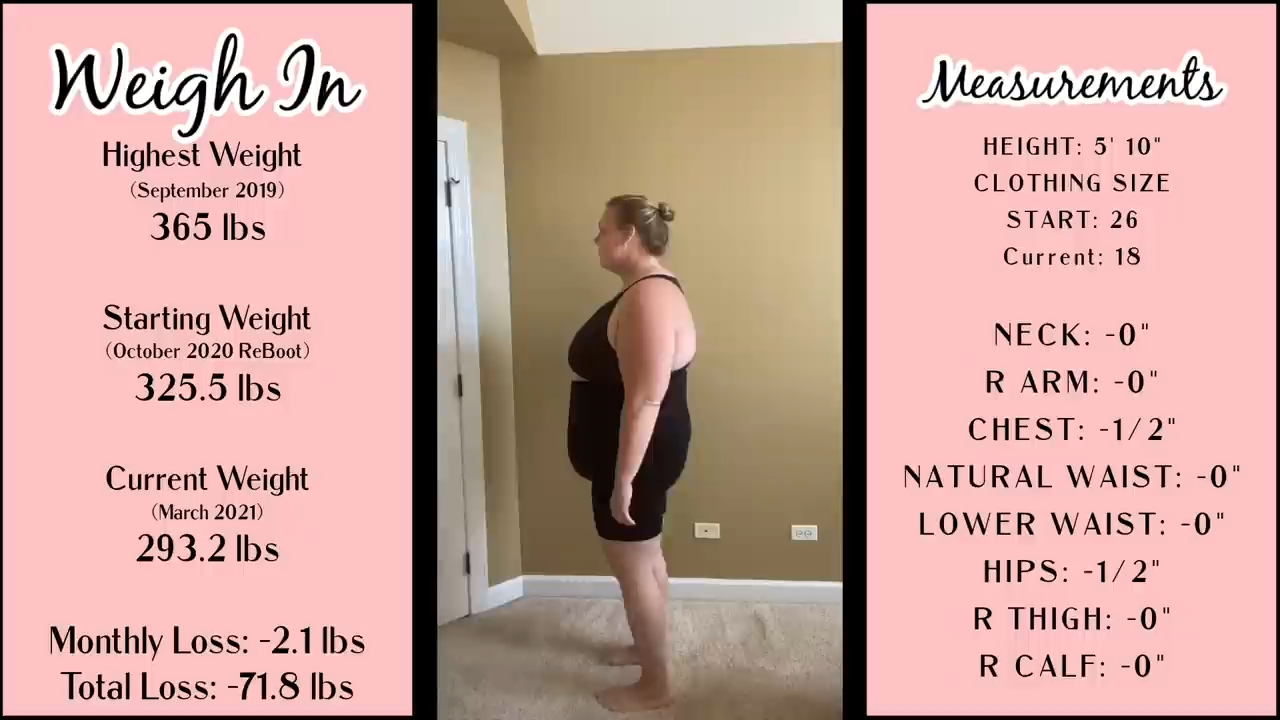 Weigh In
Highest Weight
(September 2019)
365 lbs
Starting Weight
(October 2020 ReBoot)
325.5 lbs
Current Weight
(March 2021)
293.2 lbs
Monthly Loss: -2.1 lbs
Total Loss: -71.8 lbs
Measurements
HEIGHT: 5' 10"
CLOTHING SIZE
START: 26
Current: 18
NECK: -0"
R ARM: -0"
CHEST: -1/2"
NATURAL WAIST: -0"
LOWER WAIST: -0"
HIPS: -1/2"
R THIGH: -0"
R CALF: -0"